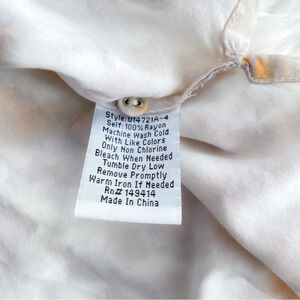 Style: U14721A-4
Self: 100% Rayon
Machine Wash Cold
With Like Colors
Only Non Chlorine
Bleach When Needed
Tumble Dry Low
Remove Promptly
Warm Iron If Needed
Rn# 149414
Made In China